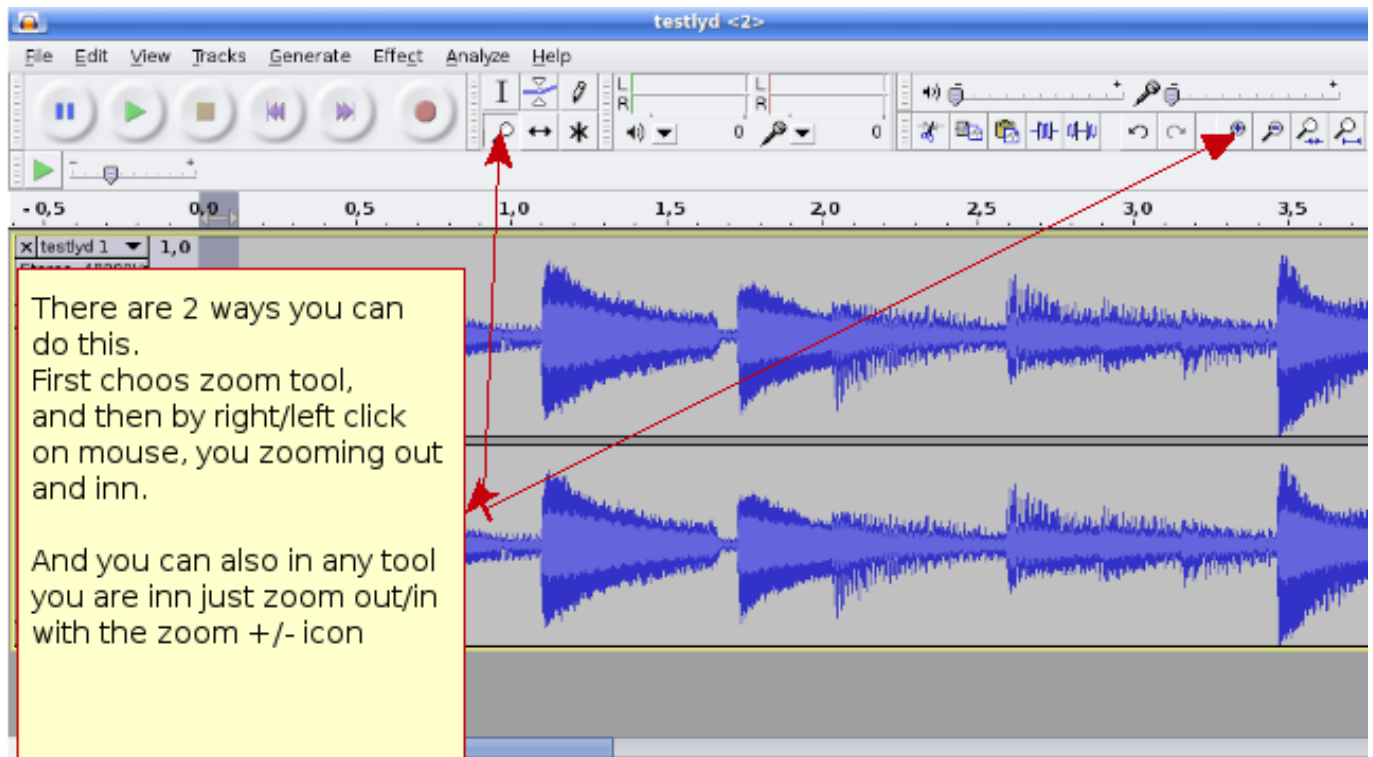 testlyd <2>
File Edit View Tracks Generate Effect Analyze Help
L L
R R
0 0
- 0,5 0,0 0,5 1,0 1,5 2,0 2,5 3,0 3,5
testlyd 1 1,0
There are 2 ways you can
do this.
First choos zoom tool,
and then by right/left click
on mouse, you zooming out
and inn.
And you can also in any tool
you are inn just zoom out/in
with the zoom +/- icon